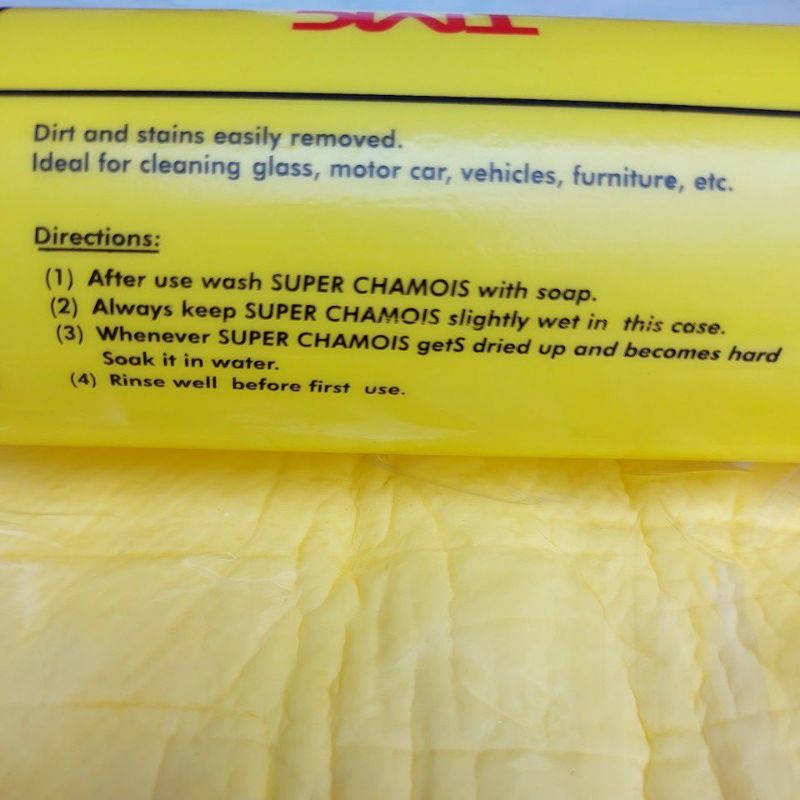 TMC
Dirt and stains easily removed.
Ideal for cleaning glass, motor car, vehicles, furniture, etc.
Directions:
(1) After use wash SUPER CHAMOIS with soap.
(2) Always keep SUPER CHAMOIS slightly wet in this case.
(3) Whenever SUPER CHAMOIS getS dried up and becomes hard
Soak it in water.
(4) Rinse well before first use.